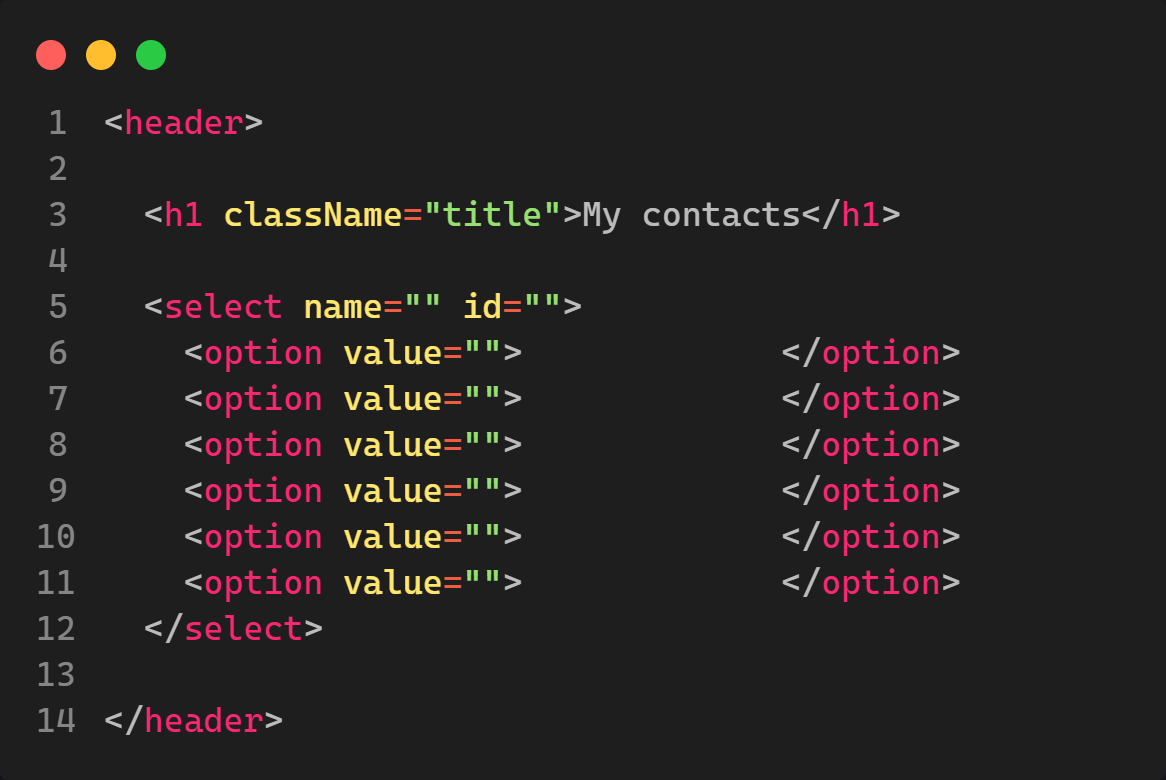 1 <header>
2
3   <h1 className="title">My contacts</h1>
4
5   <select name="" id="">
6     <option value="">             </option>
7     <option value="">             </option>
8     <option value="">             </option>
9     <option value="">             </option>
10     <option value="">             </option>
11     <option value="">             </option>
12   </select>
13
14 </header>